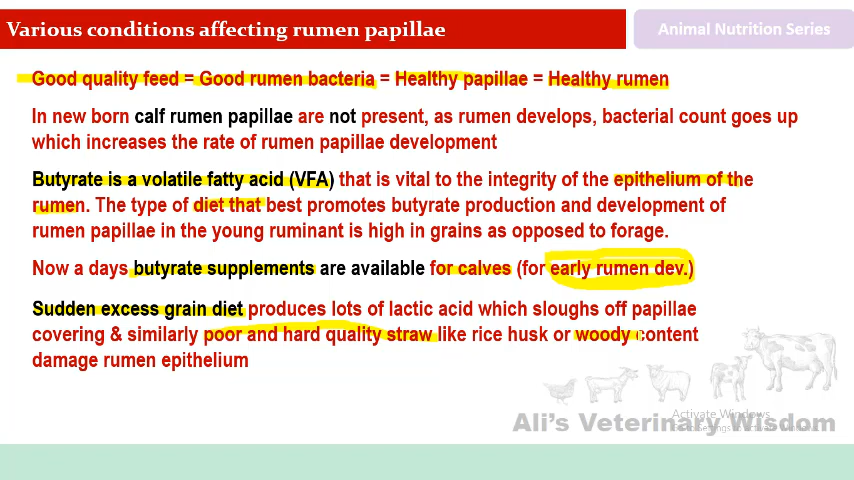 Various conditions affecting rumen papillae
Animal Nutrition Series
Good quality feed = Good rumen bacteria = Healthy papillae = Healthy rumen
In new born calf rumen papillae are not present, as rumen develops, bacterial count goes up
which increases the rate of rumen papillae development
Butyrate is a volatile fatty acid (VFA) that is vital to the integrity of the epithelium of the
rumen. The type of diet that best promotes butyrate production and development of
rumen papillae in the young ruminant is high in grains as opposed to forage.
Now a days butyrate supplements are available for calves (for early rumen dev.)
Sudden excess grain diet produces lots of lactic acid which sloughs off papillae
covering & similarly poor and hard quality straw like rice husk or woody content
damage rumen epithelium
Activate Windows
Ali's Veterinary Wisdom